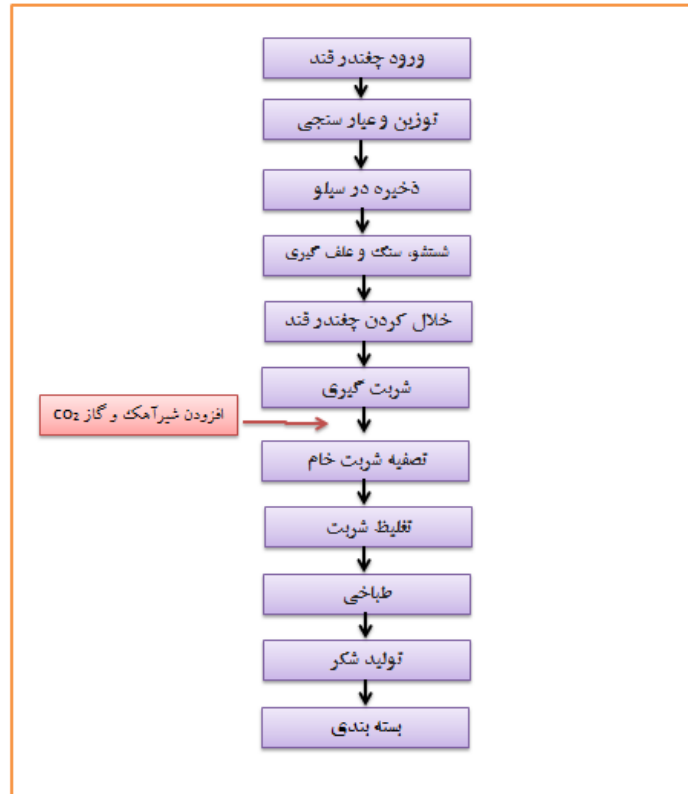 ورود چغندر قند
توزین و عیار سنجی
ذخیره در سیلو
شستشو، سنگ و علف گیری
خلال کردن چغندر قند
شربت گیری
افزودن شیرآهک و گاز CO₂
تصفیه شربت خام
تغلیظ شربت
طباخی
تولید شکر
بسته بندی